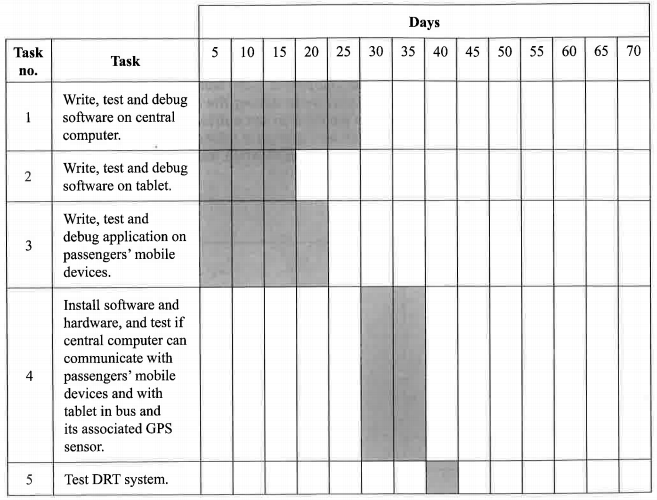 Days
Task no. Task 5 10 15 20 25 30 35 40 45 50 55 60 65 70
1 Write, test and debug
software on central
computer.
2 Write, test and debug
software on tablet.
3 Write, test and
debug application on
passengers' mobile
devices.
4 Install software and
hardware, and test if
central computer can
communicate with
passengers' mobile
devices and with
tablet in bus and
its associated GPS
sensor.
5 Test DRT system.